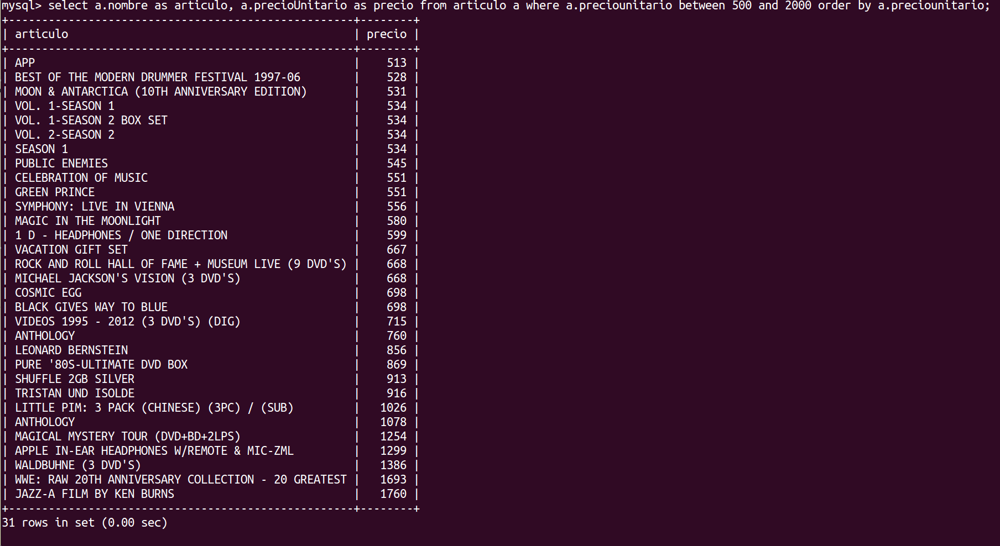 mysql> select a.nombre as articulo, a.precioUnitario as precio from articulo a where a.preciounitario between 500 and 2000 order by a.preciounitario;
+----------------------------------------------------+--------+
| articulo                                           | precio |
+----------------------------------------------------+--------+
| APP                                                |    513 |
| BEST OF THE MODERN DRUMMER FESTIVAL 1997-06        |    528 |
| MOON & ANTARCTICA (10TH ANNIVERSARY EDITION)       |    531 |
| VOL. 1-SEASON 1                                    |    534 |
| VOL. 1-SEASON 2 BOX SET                            |    534 |
| VOL. 2-SEASON 2                                    |    534 |
| SEASON 1                                           |    534 |
| PUBLIC ENEMIES                                     |    545 |
| CELEBRATION OF MUSIC                               |    551 |
| GREEN PRINCE                                       |    551 |
| SYMPHONY: LIVE IN VIENNA                           |    556 |
| MAGIC IN THE MOONLIGHT                             |    580 |
| 1 D - HEADPHONES / ONE DIRECTION                   |    599 |
| VACATION GIFT SET                                  |    667 |
| ROCK AND ROLL HALL OF FAME + MUSEUM LIVE (9 DVD'S) |    668 |
| MICHAEL JACKSON'S VISION (3 DVD'S)                 |    668 |
| COSMIC EGG                                         |    698 |
| BLACK GIVES WAY TO BLUE                            |    698 |
| VIDEOS 1995 - 2012 (3 DVD'S) (DIG)                 |    715 |
| ANTHOLOGY                                          |    760 |
| LEONARD BERNSTEIN                                  |    856 |
| PURE '80S-ULTIMATE DVD BOX                         |    869 |
| SHUFFLE 2GB SILVER                                 |    913 |
| TRISTAN UND ISOLDE                                 |    916 |
| LITTLE PIM: 3 PACK (CHINESE) (3PC) / (SUB)         |   1026 |
| ANTHOLOGY                                          |   1078 |
| MAGICAL MYSTERY TOUR (DVD+BD+2LPS)                 |   1254 |
| APPLE IN-EAR HEADPHONES W/REMOTE & MIC-ZML         |   1299 |
| WALDBUHNE (3 DVD'S)                                |   1386 |
| WWE: RAW 20TH ANNIVERSARY COLLECTION - 20 GREATEST |   1693 |
| JAZZ-A FILM BY KEN BURNS                           |   1760 |
+----------------------------------------------------+--------+
31 rows in set (0.00 sec)